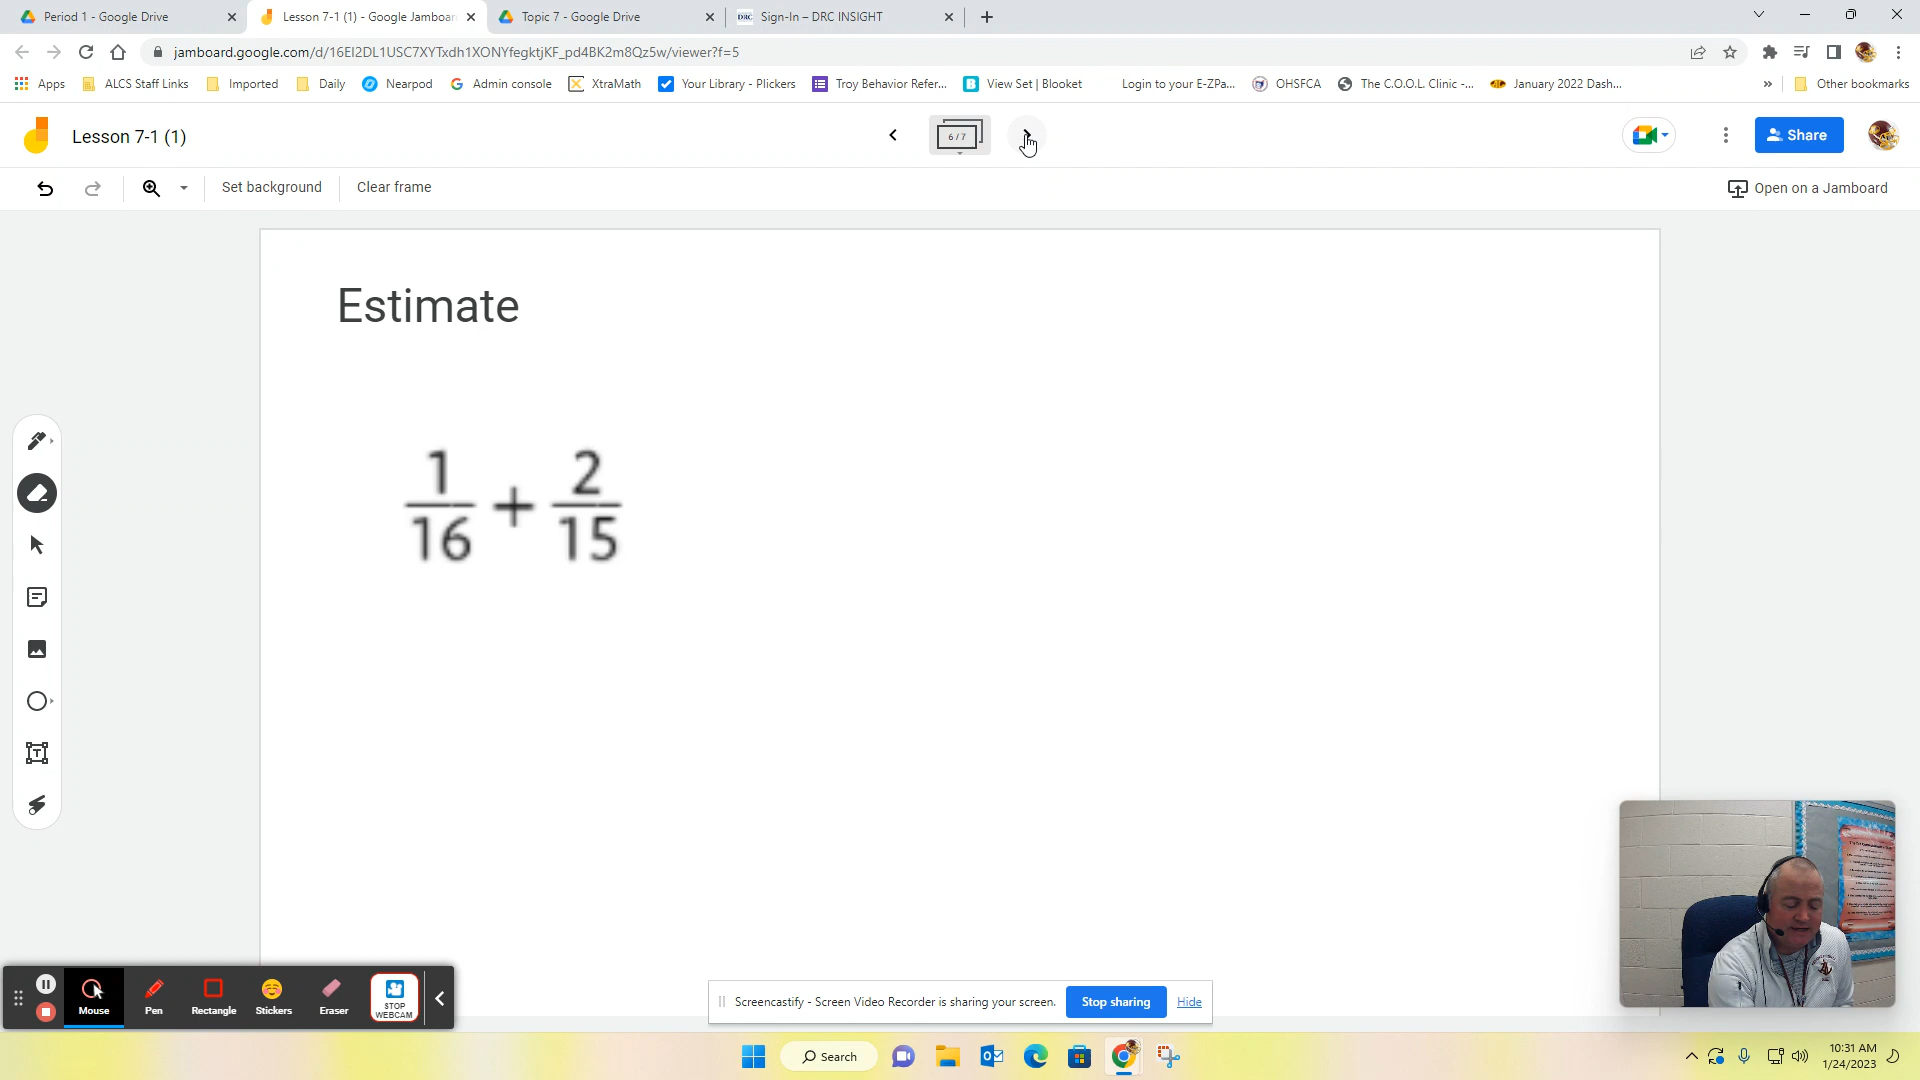 Period 1 - Google Drive
Lesson 7-1 (1) - Google Jamboar
Topic 7 - Google Drive
DRC Sign-In – DRC INSIGHT
jamboard.google.com/d/16EI2DL1USC7XYTxdh1XONYfegktjKF_pd4BK2m8Qz5w/viewer?f=5
Apps ALCS Staff Links Imported Daily Nearpod Admin console XtraMath Your Library - Plickers Troy Behavior Refer... View Set | Blooket Login to your E-ZPa... OHSFCA The C.O.O.L. Clinic -... January 2022 Dash... » Other bookmarks
Lesson 7-1 (1)
6 / 7
Share
Set background Clear frame
Open on a Jamboard
Estimate
1/16 + 2/15
Mouse Pen Rectangle Stickers Eraser STOP WEBCAM
Screencastify - Screen Video Recorder is sharing your screen. Stop sharing Hide
Search
10:31 AM
1/24/2023